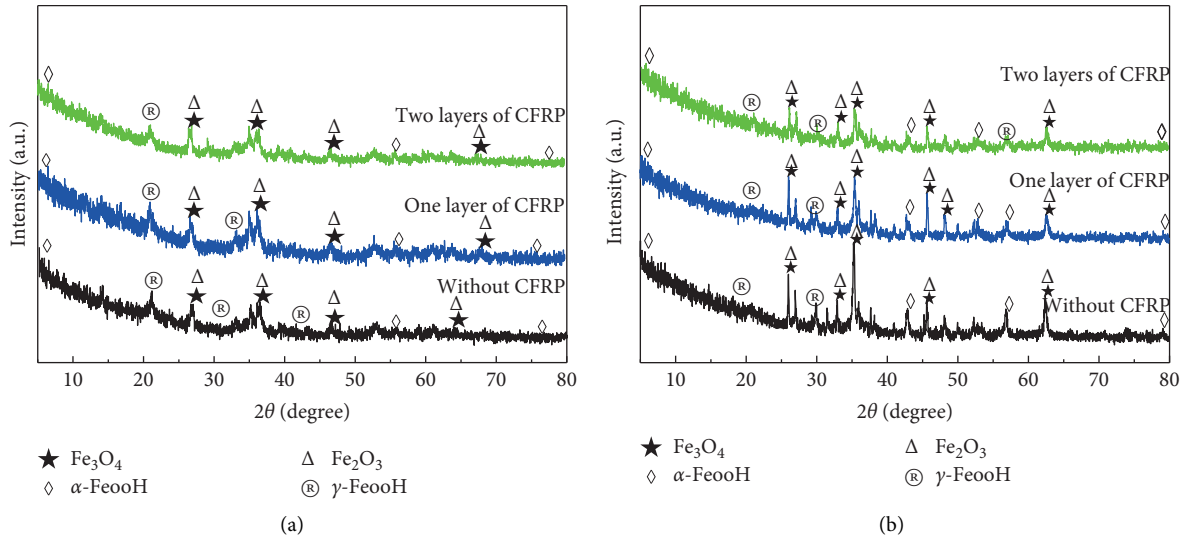 Two layers of CFRP
One layer of CFRP
Without CFRP
Intensity (a.u.)
10 20 30 40 50 60 70 80
2θ (degree)
★ Fe₃O₄ Δ Fe₂O₃
◊ α-FeooH Ⓡ γ-FeooH
(a)
Two layers of CFRP
One layer of CFRP
Without CFRP
Intensity (a.u.)
10 20 30 40 50 60 70 80
2θ (degree)
★ Fe₃O₄ Δ Fe₂O₃
◊ α-FeooH Ⓡ γ-FeooH
(b)